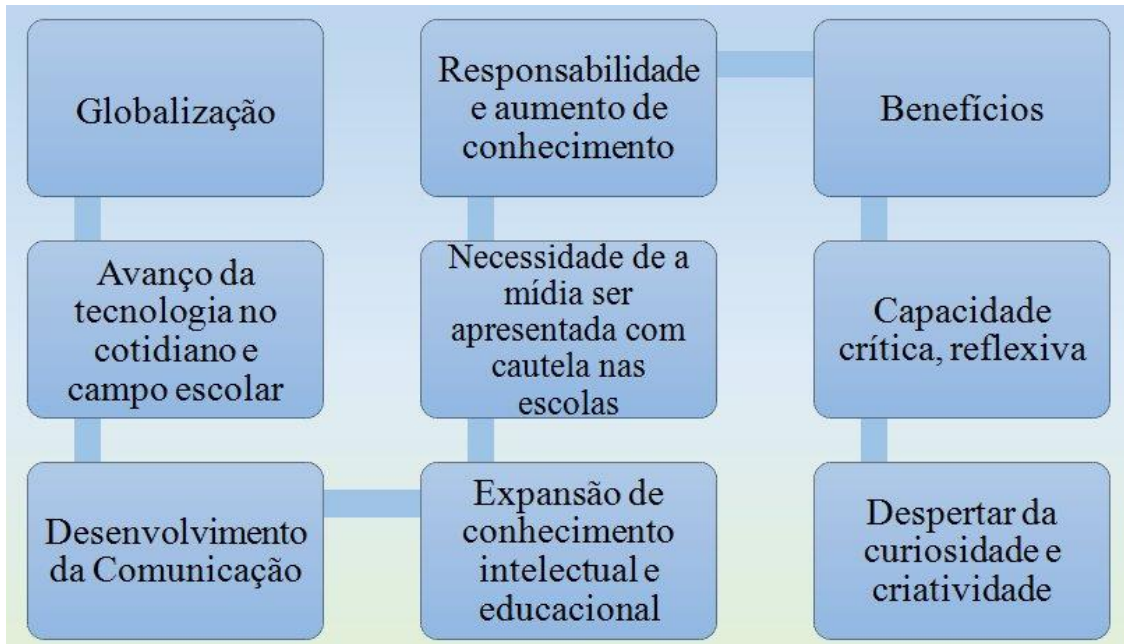 Globalização
Avanço da
tecnologia no
cotidiano e
campo escolar
Desenvolvimento
da Comunicação
Expansão de
conhecimento
intelectual e
educacional
Necessidade de a
mídia ser
apresentada com
cautela nas
escolas
Responsabilidade
e aumento de
conhecimento
Benefícios
Capacidade
crítica, reflexiva
Despertar da
curiosidade e
criatividade